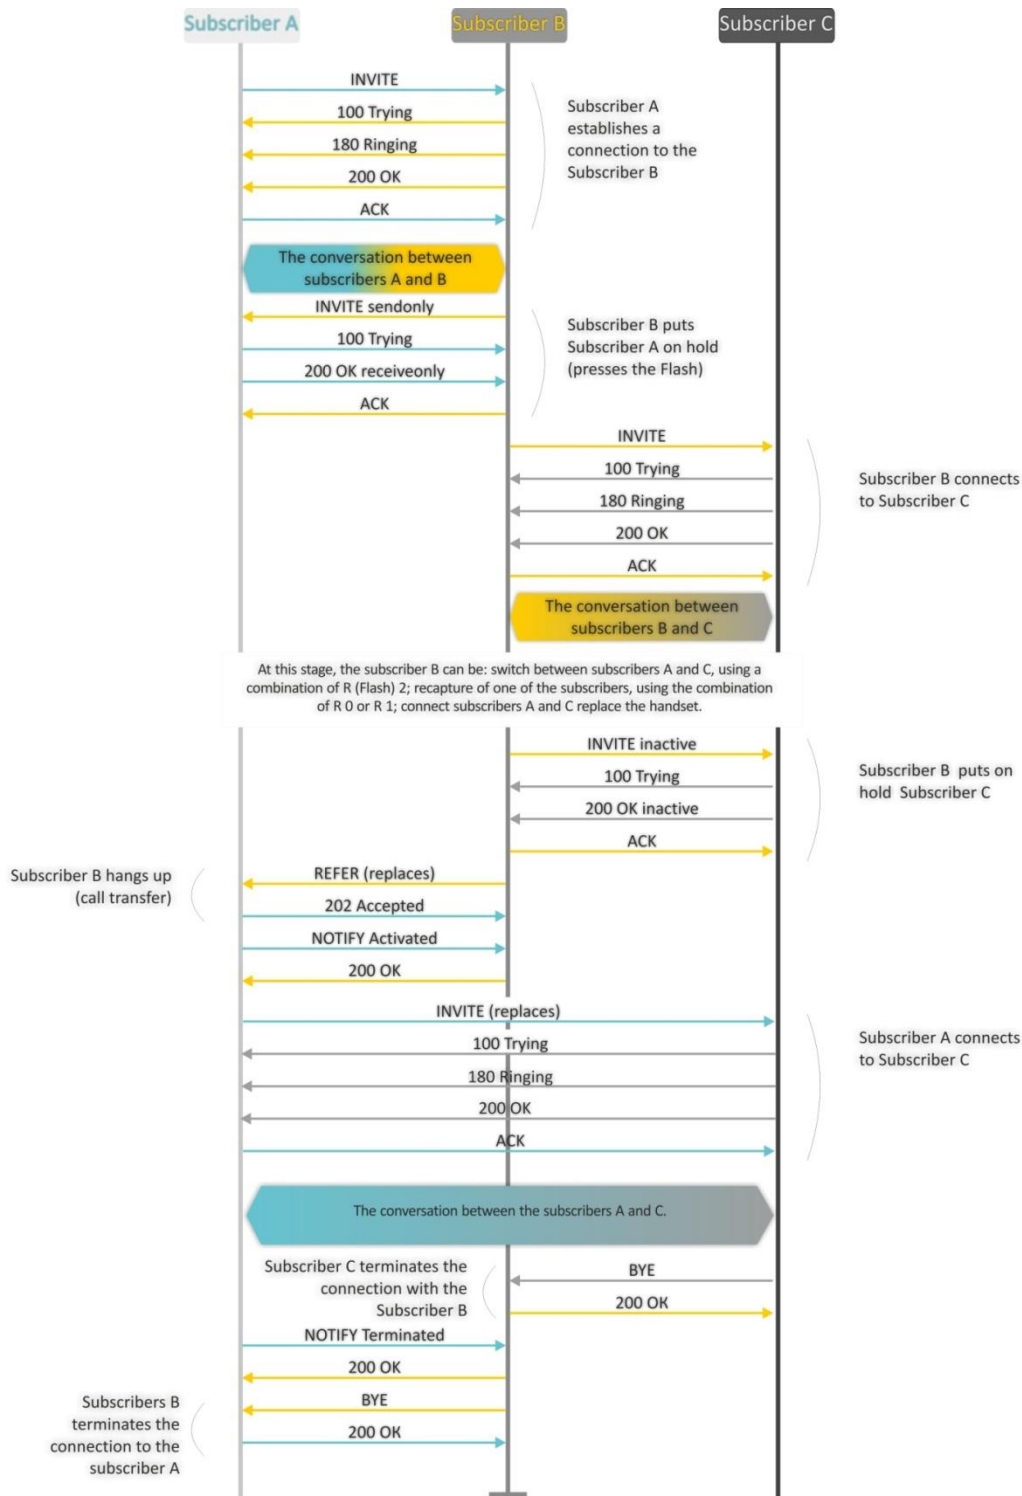 Subscriber A
Subscriber B
Subscriber C
INVITE
100 Trying
180 Ringing
200 OK
ACK
Subscriber A
establishes a
connection to the
Subscriber B
The conversation between
subscribers A and B
INVITE sendonly
100 Trying
200 OK receiveonly
ACK
Subscriber B puts
Subscriber A on hold
(presses the Flash)
INVITE
100 Trying
180 Ringing
200 OK
ACK
Subscriber B connects
to Subscriber C
The conversation between
subscribers B and C
At this stage, the subscriber B can be: switch between subscribers A and C, using a
combination of R (Flash) 2; recapture of one of the subscribers, using the combination
of R 0 or R 1; connect subscribers A and C replace the handset.
INVITE inactive
100 Trying
200 OK inactive
ACK
Subscriber B puts on
hold Subscriber C
Subscriber B hangs up
(call transfer)
REFER (replaces)
202 Accepted
NOTIFY Activated
200 OK
INVITE (replaces)
100 Trying
180 Ringing
200 OK
ACK
Subscriber A connects
to Subscriber C
The conversation between the subscribers A and C.
Subscriber C terminates the
connection with the
Subscriber B
BYE
200 OK
NOTIFY Terminated
200 OK
BYE
200 OK
Subscribers B
terminates the
connection to the
subscriber A